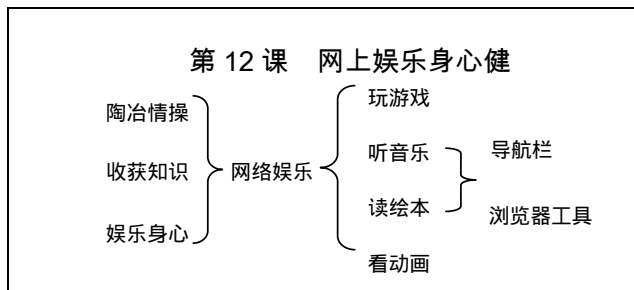 第 12 课 网上娱乐身心健
陶冶情操
收获知识
娱乐身心
网络娱乐
玩游戏
听音乐
读绘本
看动画
导航栏
浏览器工具